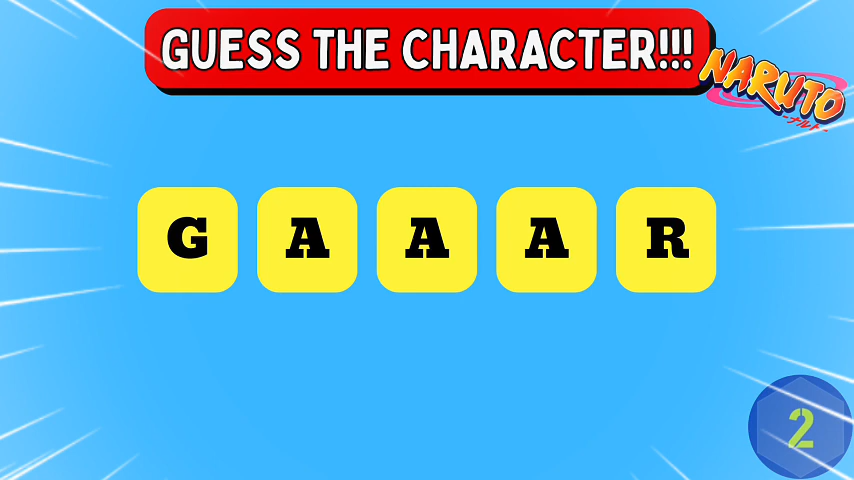 GUESS THE CHARACTER!!!
NARUTO
-ナルト-
G A A A R
2